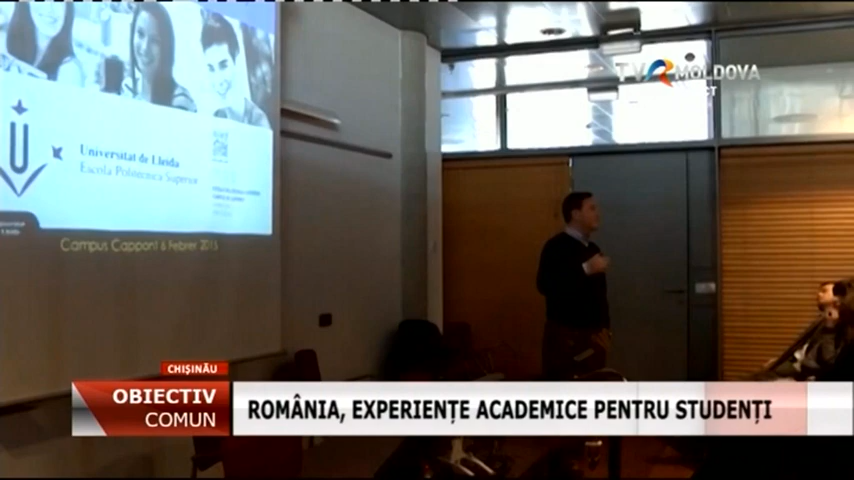 TVR MOLDOVA
U
Universitat de Lleida
Escola Politècnica Superior
Campus Cappont 6 Febrer 2015
CHIȘINĂU
OBIECTIV
COMUN
ROMÂNIA, EXPERIENȚE ACADEMICE PENTRU STUDENȚI